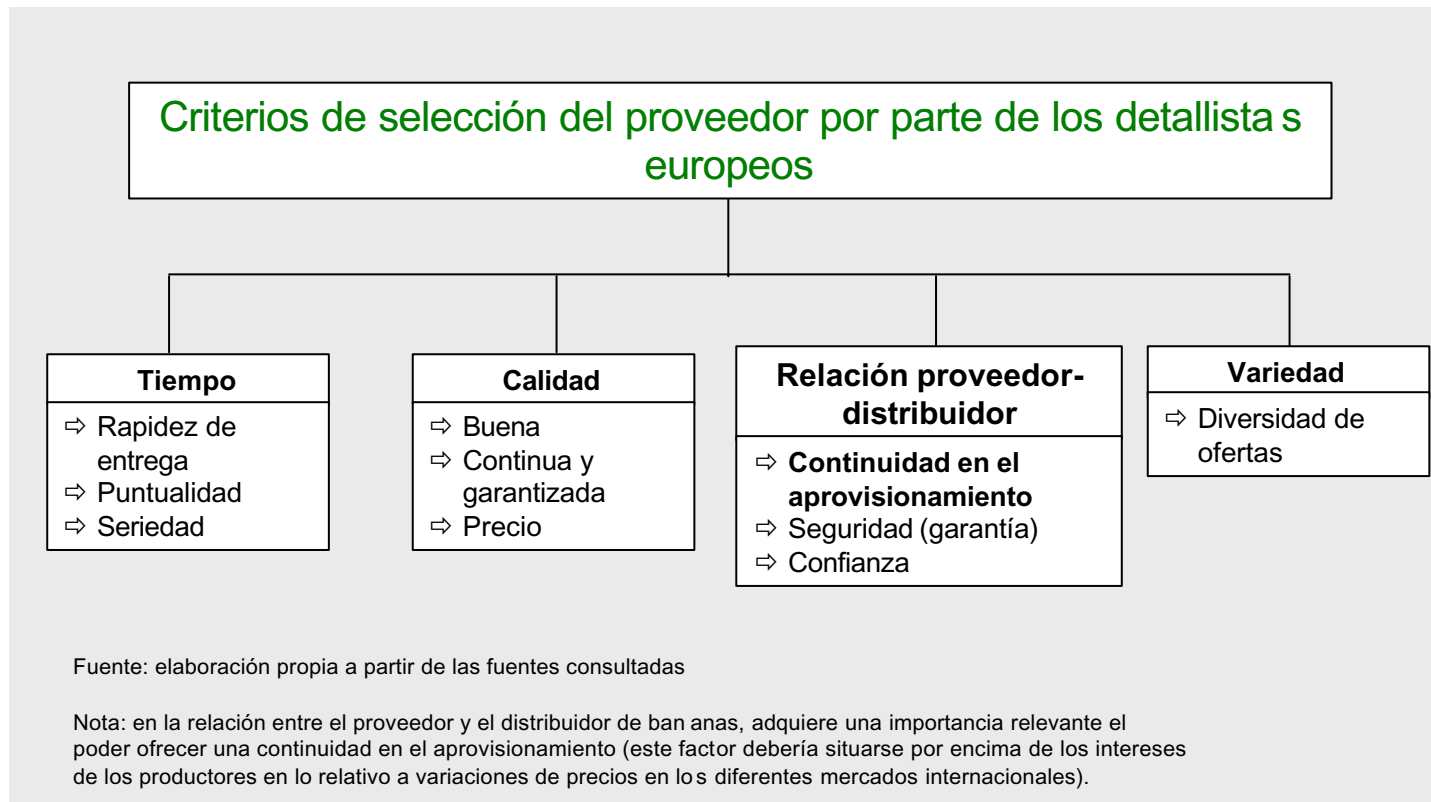 Criterios de selección del proveedor por parte de los detallista s
europeos
Tiempo
⇨ Rapidez de
entrega
⇨ Puntualidad
⇨ Seriedad
Calidad
⇨ Buena
⇨ Continua y
garantizada
⇨ Precio
Relación proveedor-
distribuidor
⇨ Continuidad en el
aprovisionamiento
⇨ Seguridad (garantía)
⇨ Confianza
Variedad
⇨ Diversidad de
ofertas
Fuente: elaboración propia a partir de las fuentes consultadas
Nota: en la relación entre el proveedor y el distribuidor de ban anas, adquiere una importancia relevante el
poder ofrecer una continuidad en el aprovisionamiento (este factor debería situarse por encima de los intereses
de los productores en lo relativo a variaciones de precios en los diferentes mercados internacionales).